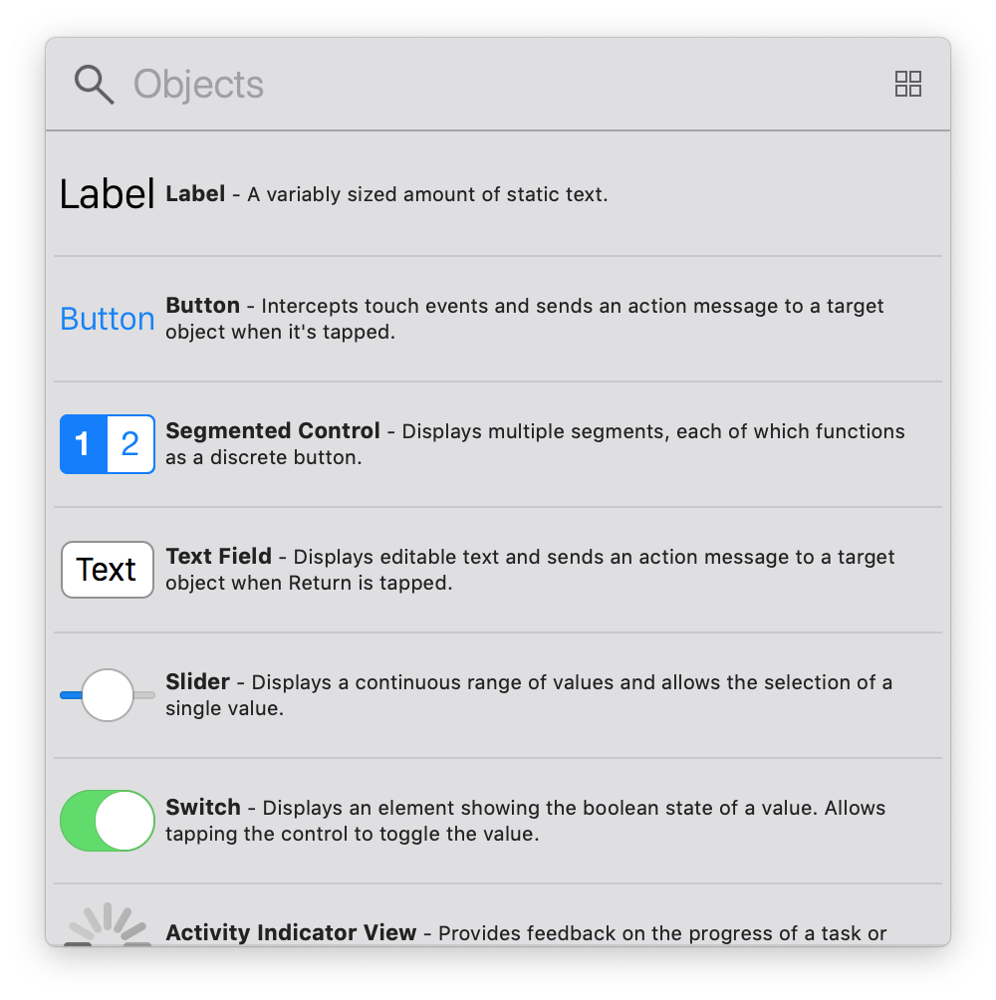 Objects
Label Label - A variably sized amount of static text.
Button Button - Intercepts touch events and sends an action message to a target
object when it's tapped.
1 2 Segmented Control - Displays multiple segments, each of which functions
as a discrete button.
Text Text Field - Displays editable text and sends an action message to a target
object when Return is tapped.
Slider - Displays a continuous range of values and allows the selection of a
single value.
Switch - Displays an element showing the boolean state of a value. Allows
tapping the control to toggle the value.
Activity Indicator View - Provides feedback on the progress of a task or